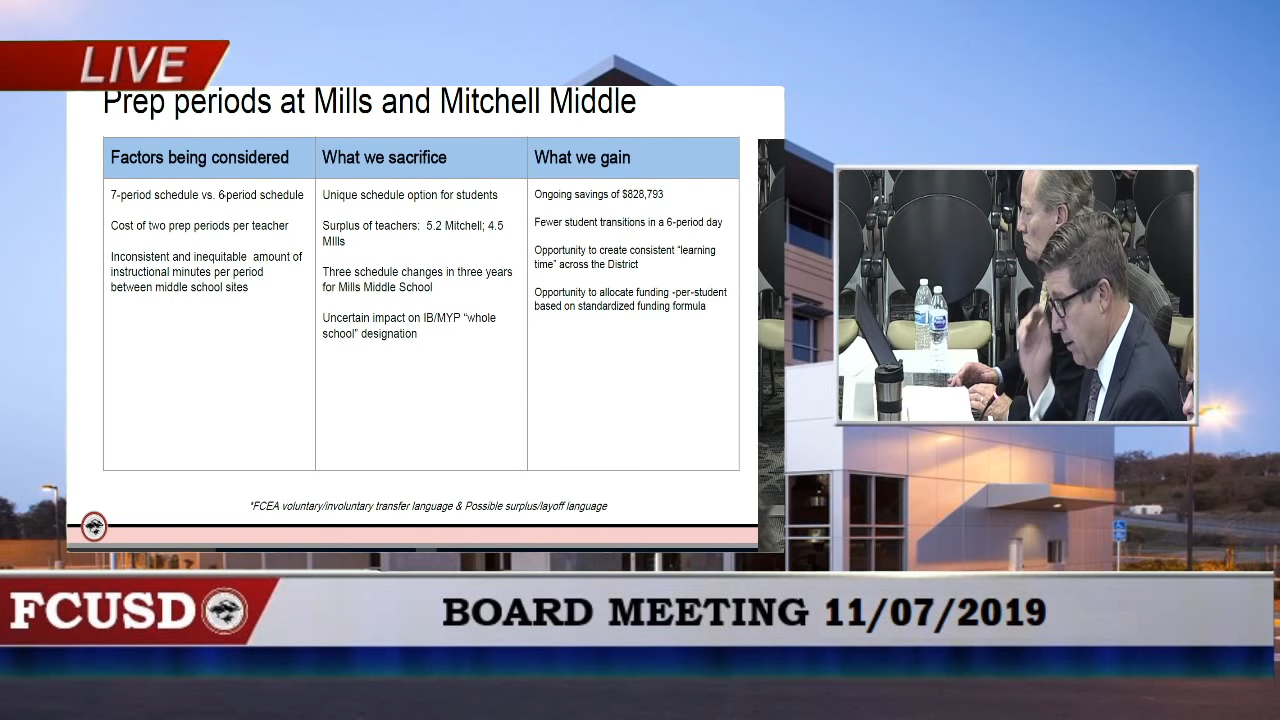 LIVE
Prep periods at Mills and Mitchell Middle
Factors being considered
What we sacrifice
What we gain
7-period schedule vs. 6-period schedule
Cost of two prep periods per teacher
Inconsistent and inequitable amount of
instructional minutes per period
between middle school sites
Unique schedule option for students
Surplus of teachers: 5.2 Mitchell; 4.5
MIlls
Three schedule changes in three years
for Mills Middle School
Uncertain impact on IB/MYP “whole
school” designation
Ongoing savings of $828,793
Fewer student transitions in a 6-period day
Opportunity to create consistent “learning
time” across the District
Opportunity to allocate funding -per-student
based on standardized funding formula
*FCEA voluntary/involuntary transfer language & Possible surplus/layoff language
FCUSD
BOARD MEETING 11/07/2019